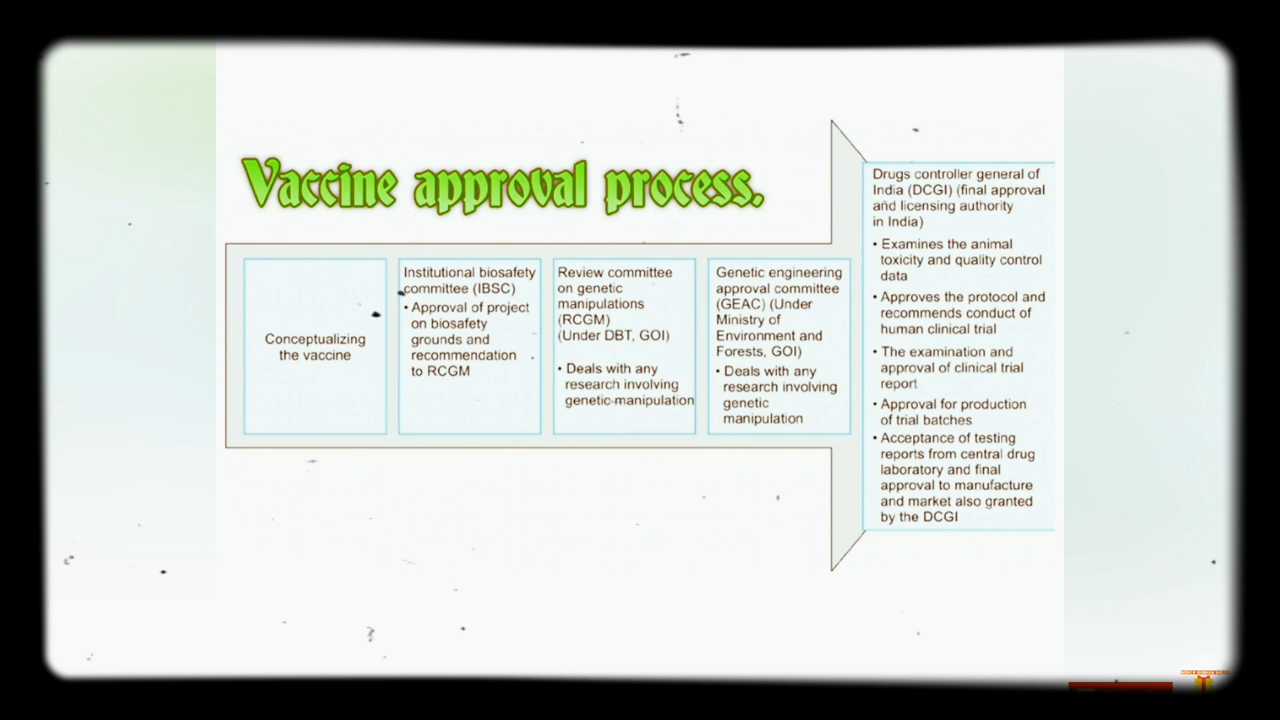 Vaccine approval process.
Conceptualizing
the vaccine
Institutional biosafety
committee (IBSC)
• Approval of project
on biosafety
grounds and
recommendation
to RCGM
Review committee
on genetic
manipulations
(RCGM)
(Under DBT, GOI)
• Deals with any
research involving
genetic manipulation
Genetic engineering
approval committee
(GEAC) (Under
Ministry of
Environment and
Forests, GOI)
• Deals with any
research involving
genetic
manipulation
Drugs controller general of
India (DCGI) (final approval
and licensing authority
in India)
• Examines the animal
toxicity and quality control
data
• Approves the protocol and
recommends conduct of
human clinical trial
• The examination and
approval of clinical trial
report
• Approval for production
of trial batches
• Acceptance of testing
reports from central drug
laboratory and final
approval to manufacture
and market also granted
by the DCGI